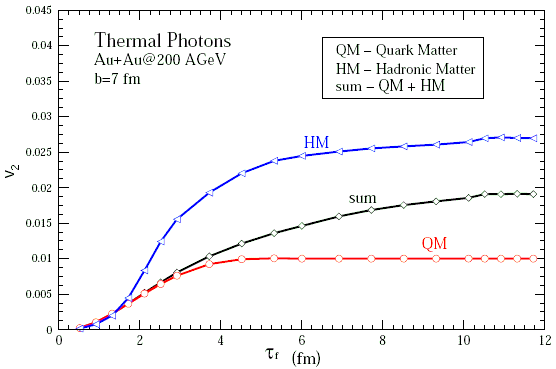 0.045
0.04
0.035
0.03
0.025
0.02
0.015
0.01
0.005
0
v2
Thermal Photons
Au+Au@200 AGeV
b=7 fm
QM – Quark Matter
HM – Hadronic Matter
sum – QM + HM
HM
sum
QM
0 2 4 6 8 10 12
τf (fm)